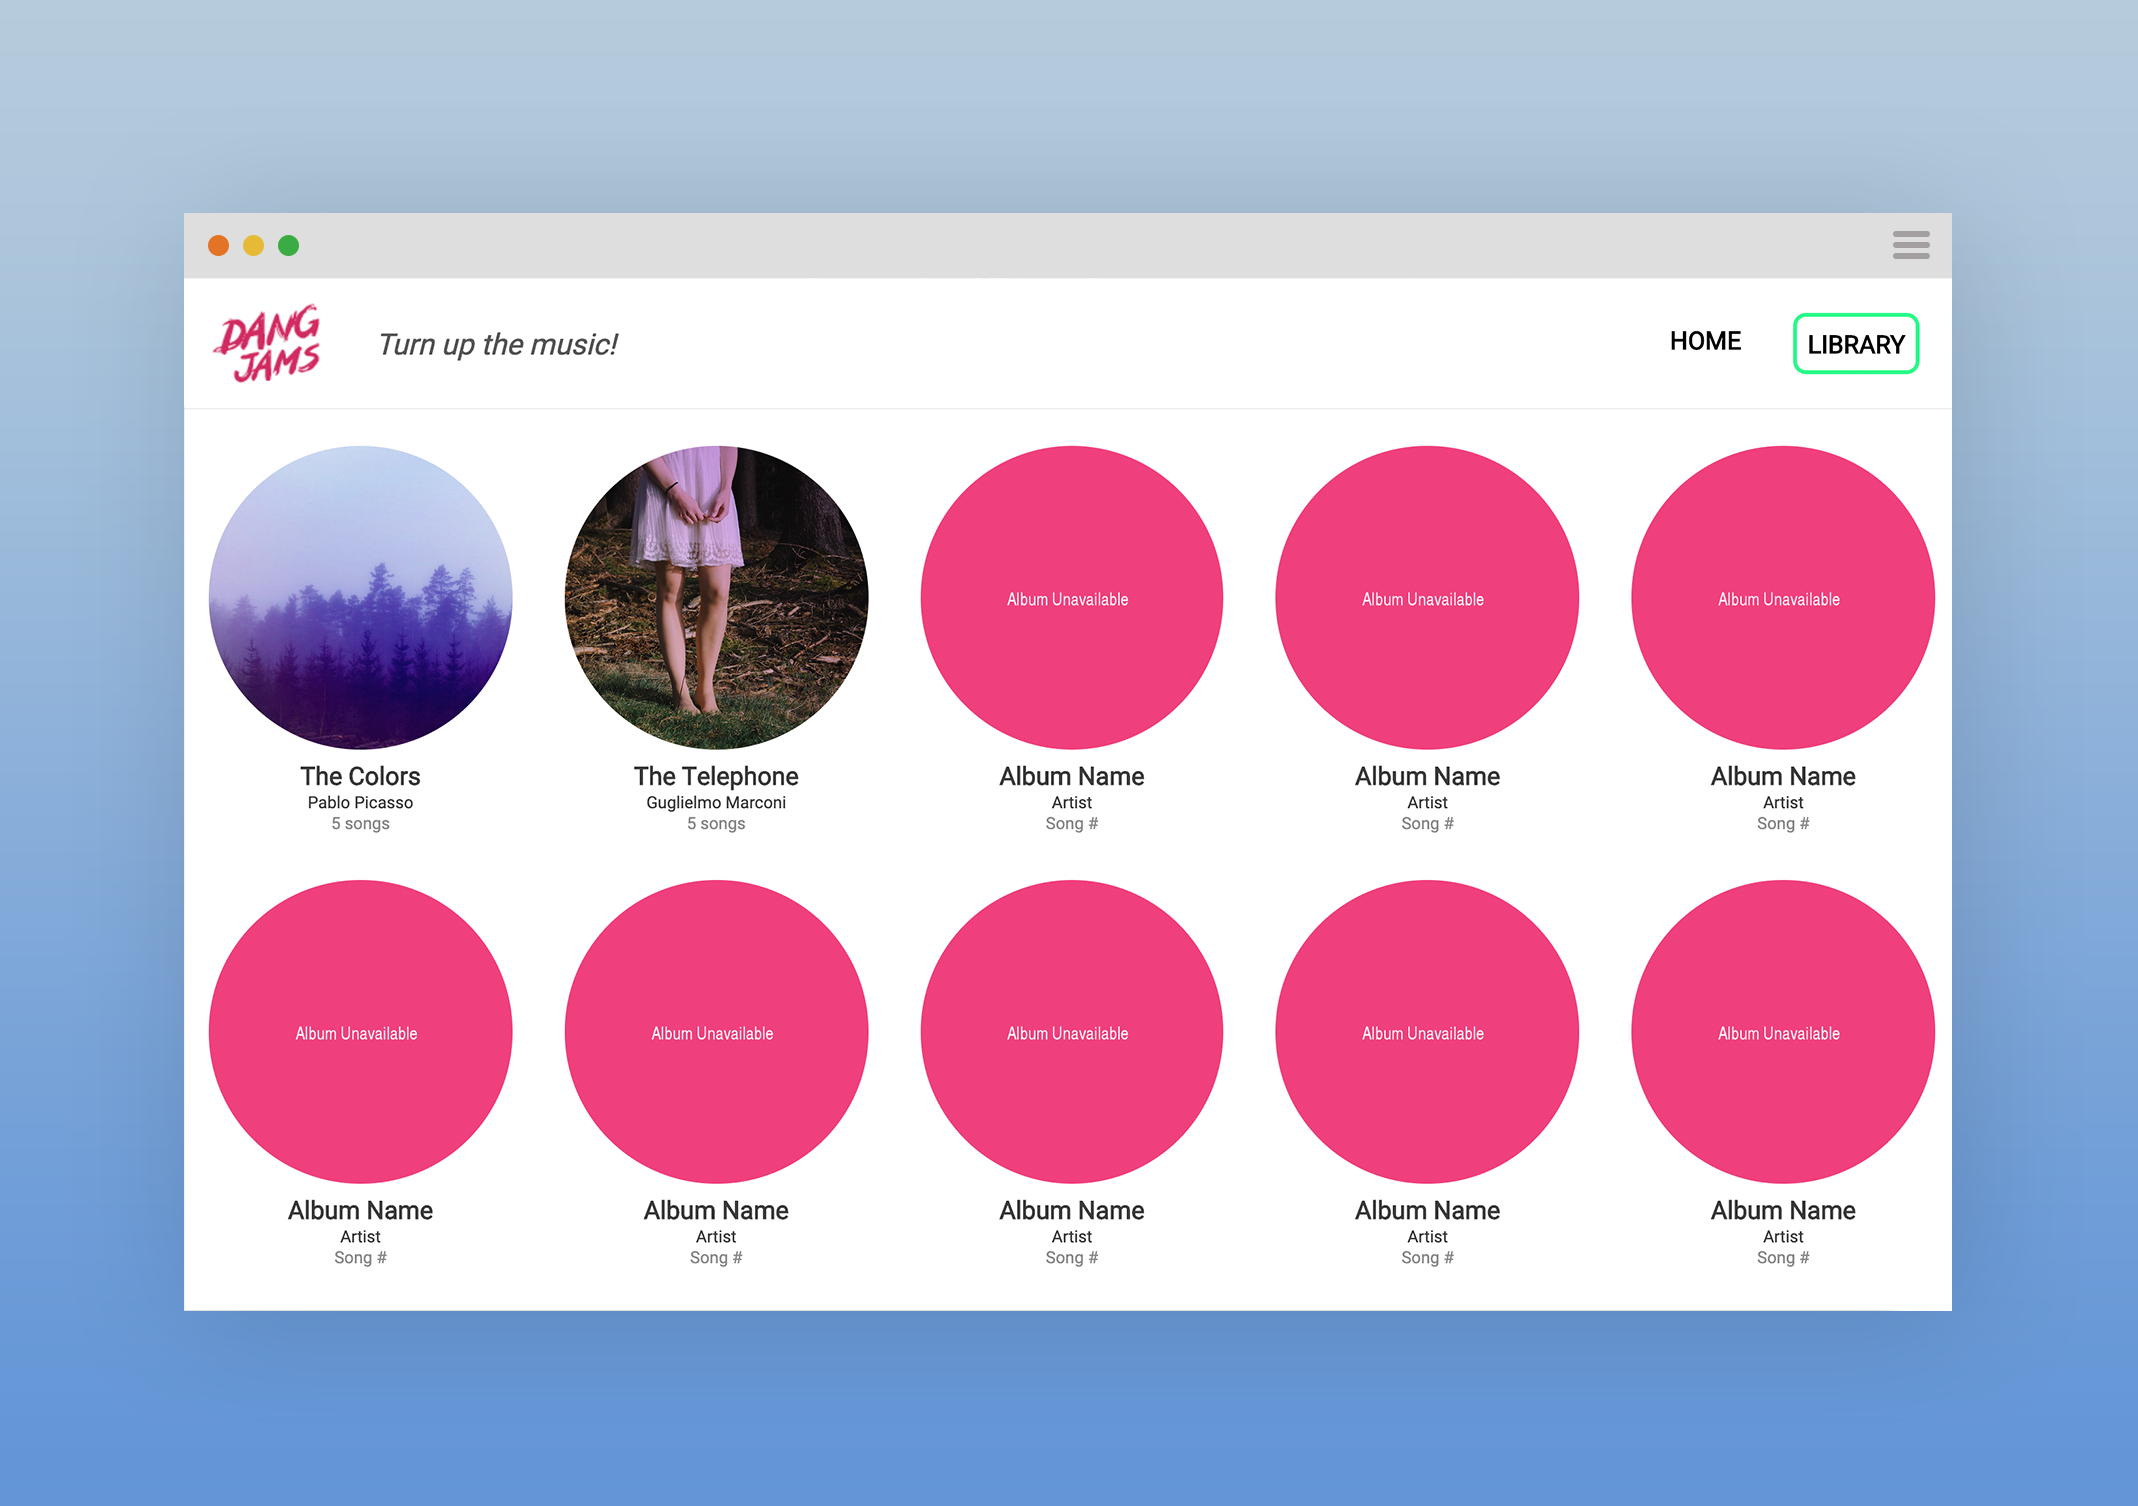 DANG
JAMS
Turn up the music!
HOME
LIBRARY
Album Unavailable
Album Unavailable
Album Unavailable
The Colors
Pablo Picasso
5 songs
The Telephone
Guglielmo Marconi
5 songs
Album Name
Artist
Song #
Album Name
Artist
Song #
Album Name
Artist
Song #
Album Unavailable
Album Unavailable
Album Unavailable
Album Unavailable
Album Unavailable
Album Name
Artist
Song #
Album Name
Artist
Song #
Album Name
Artist
Song #
Album Name
Artist
Song #
Album Name
Artist
Song #